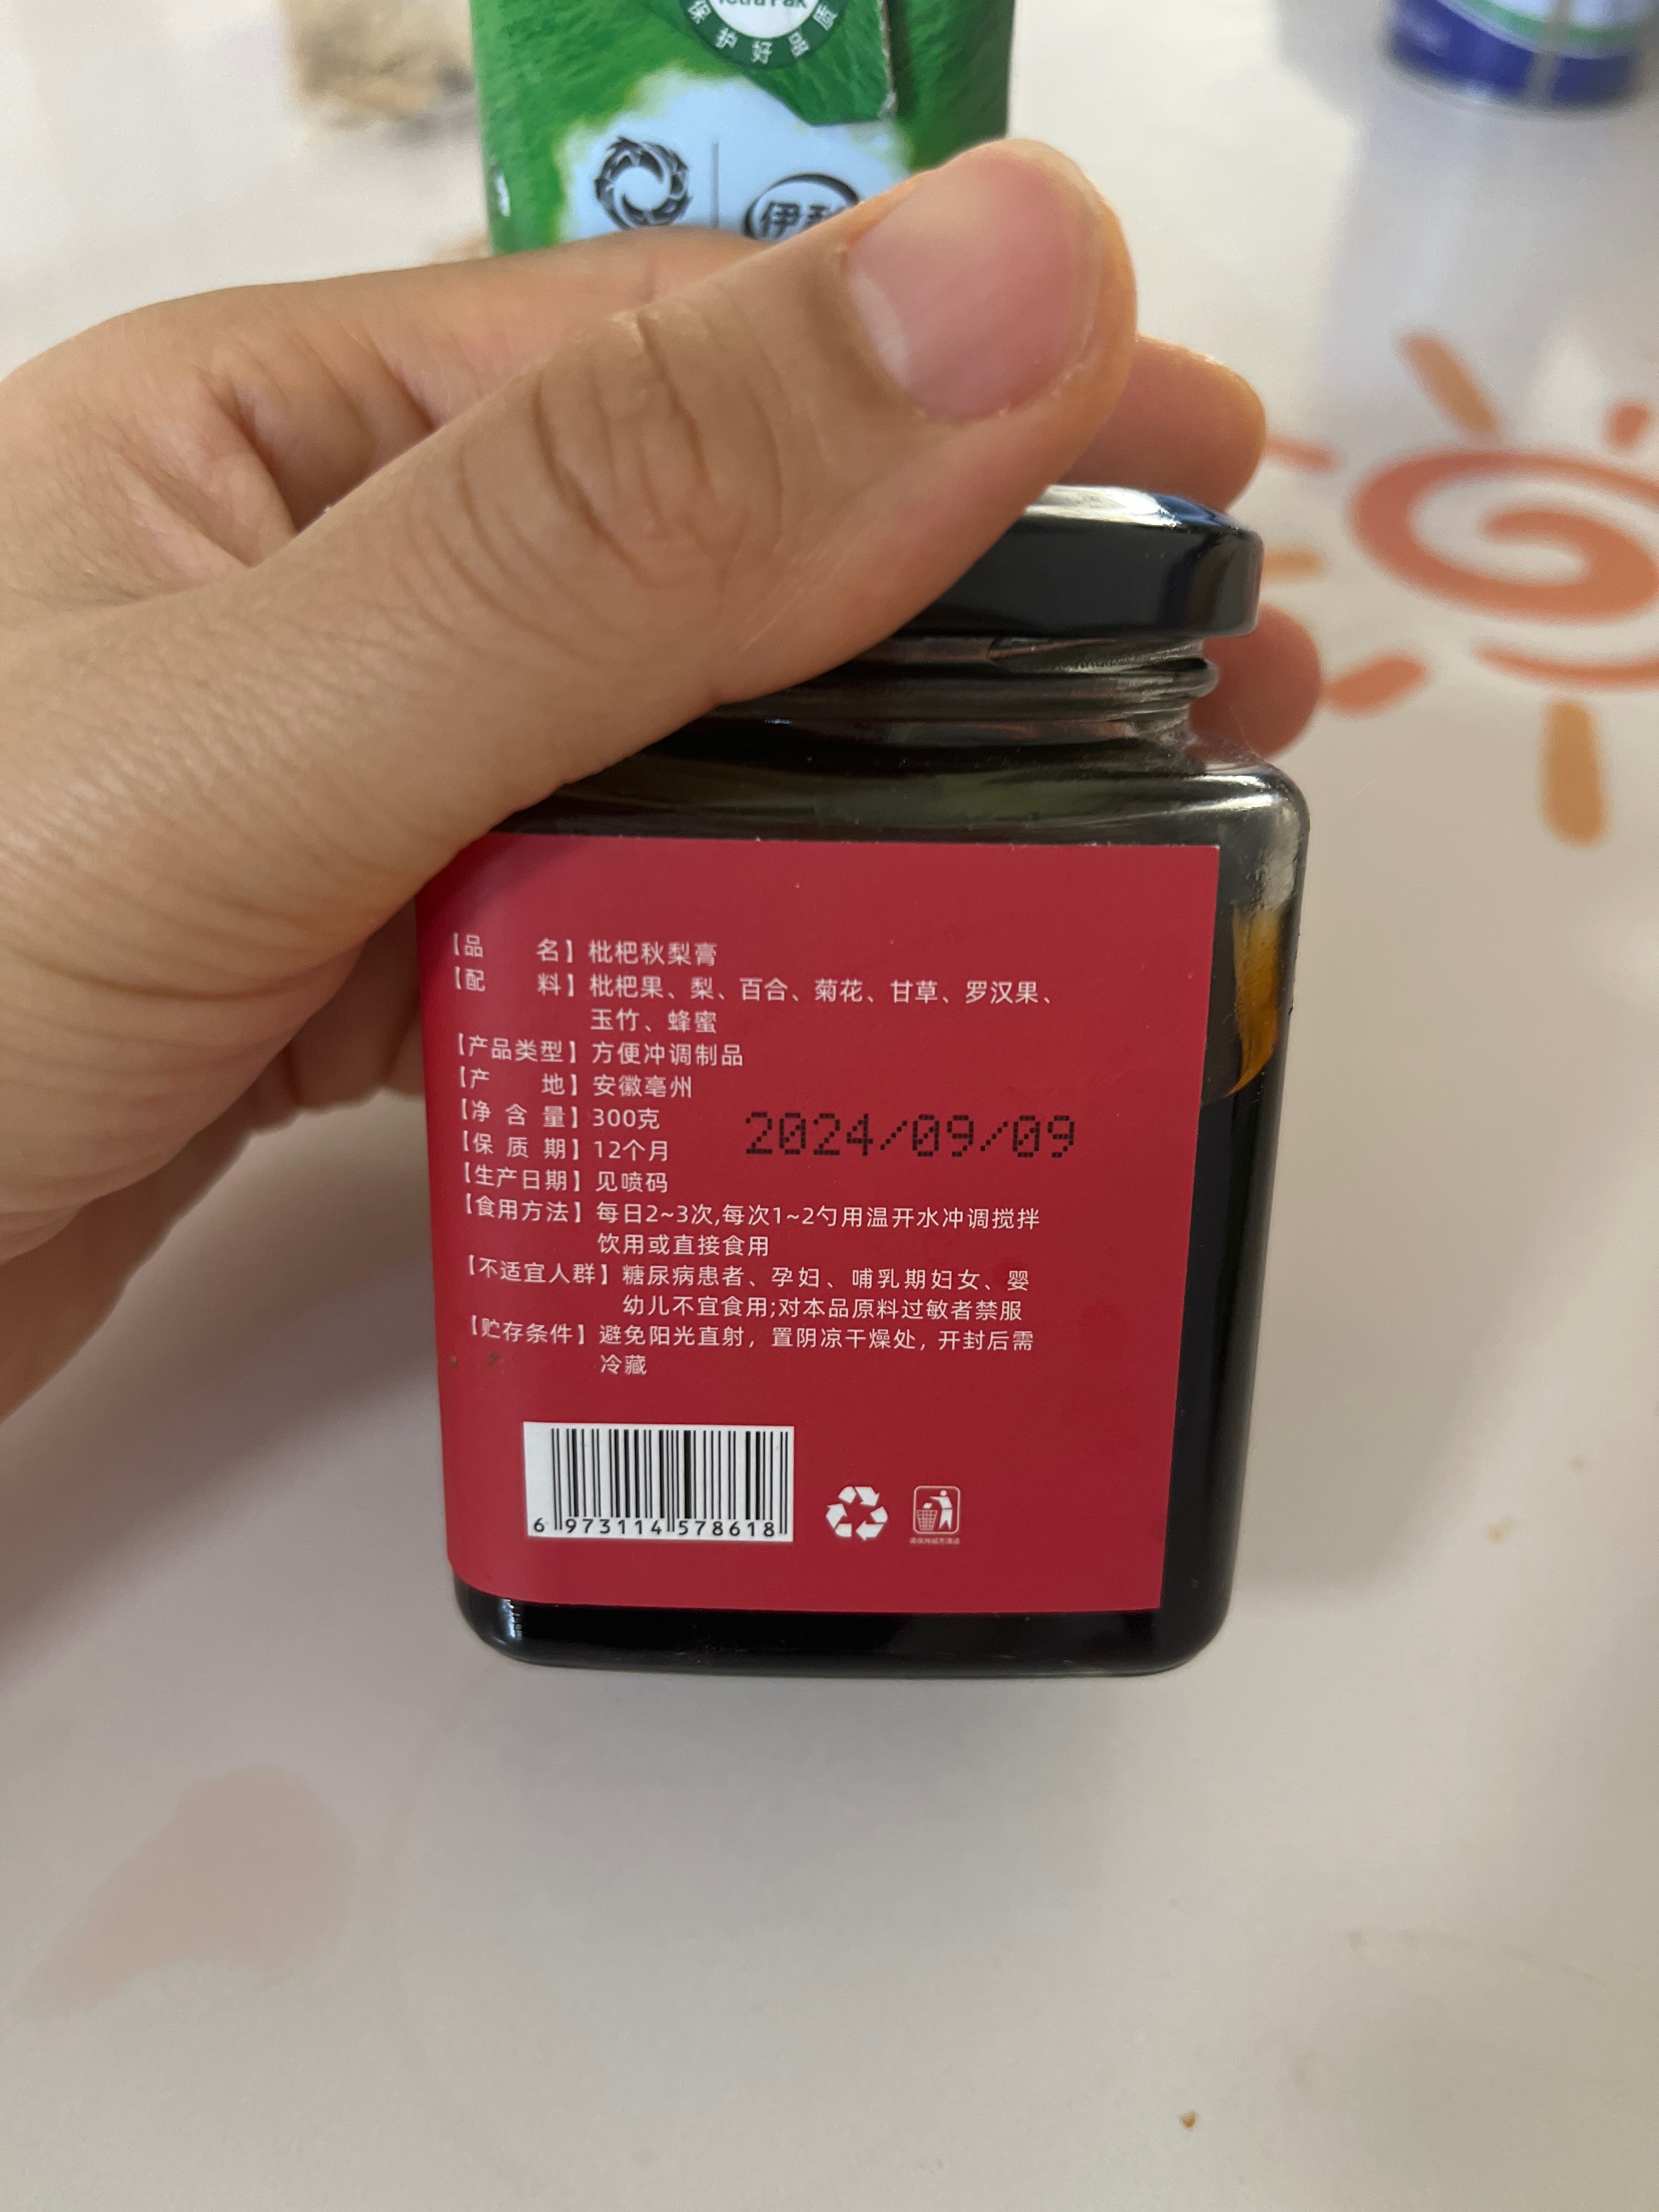 保护好品质
伊利
【品 名】枇杷秋梨膏
【配 料】枇杷果、梨、百合、菊花、甘草、罗汉果、
玉竹、蜂蜜
【产品类型】方便冲调制品
【产 地】安徽亳州
【净 含 量】300克
2024/09/09
【保 质 期】12个月
【生产日期】见喷码
【食用方法】每日2~3次,每次1~2勺用温开水冲调搅拌
饮用或直接食用
【不适宜人群】糖尿病患者、孕妇、哺乳期妇女、婴
幼儿不宜食用;对本品原料过敏者禁服
【贮存条件】避免阳光直射，置阴凉干燥处，开封后需
冷藏
6 973114 578618